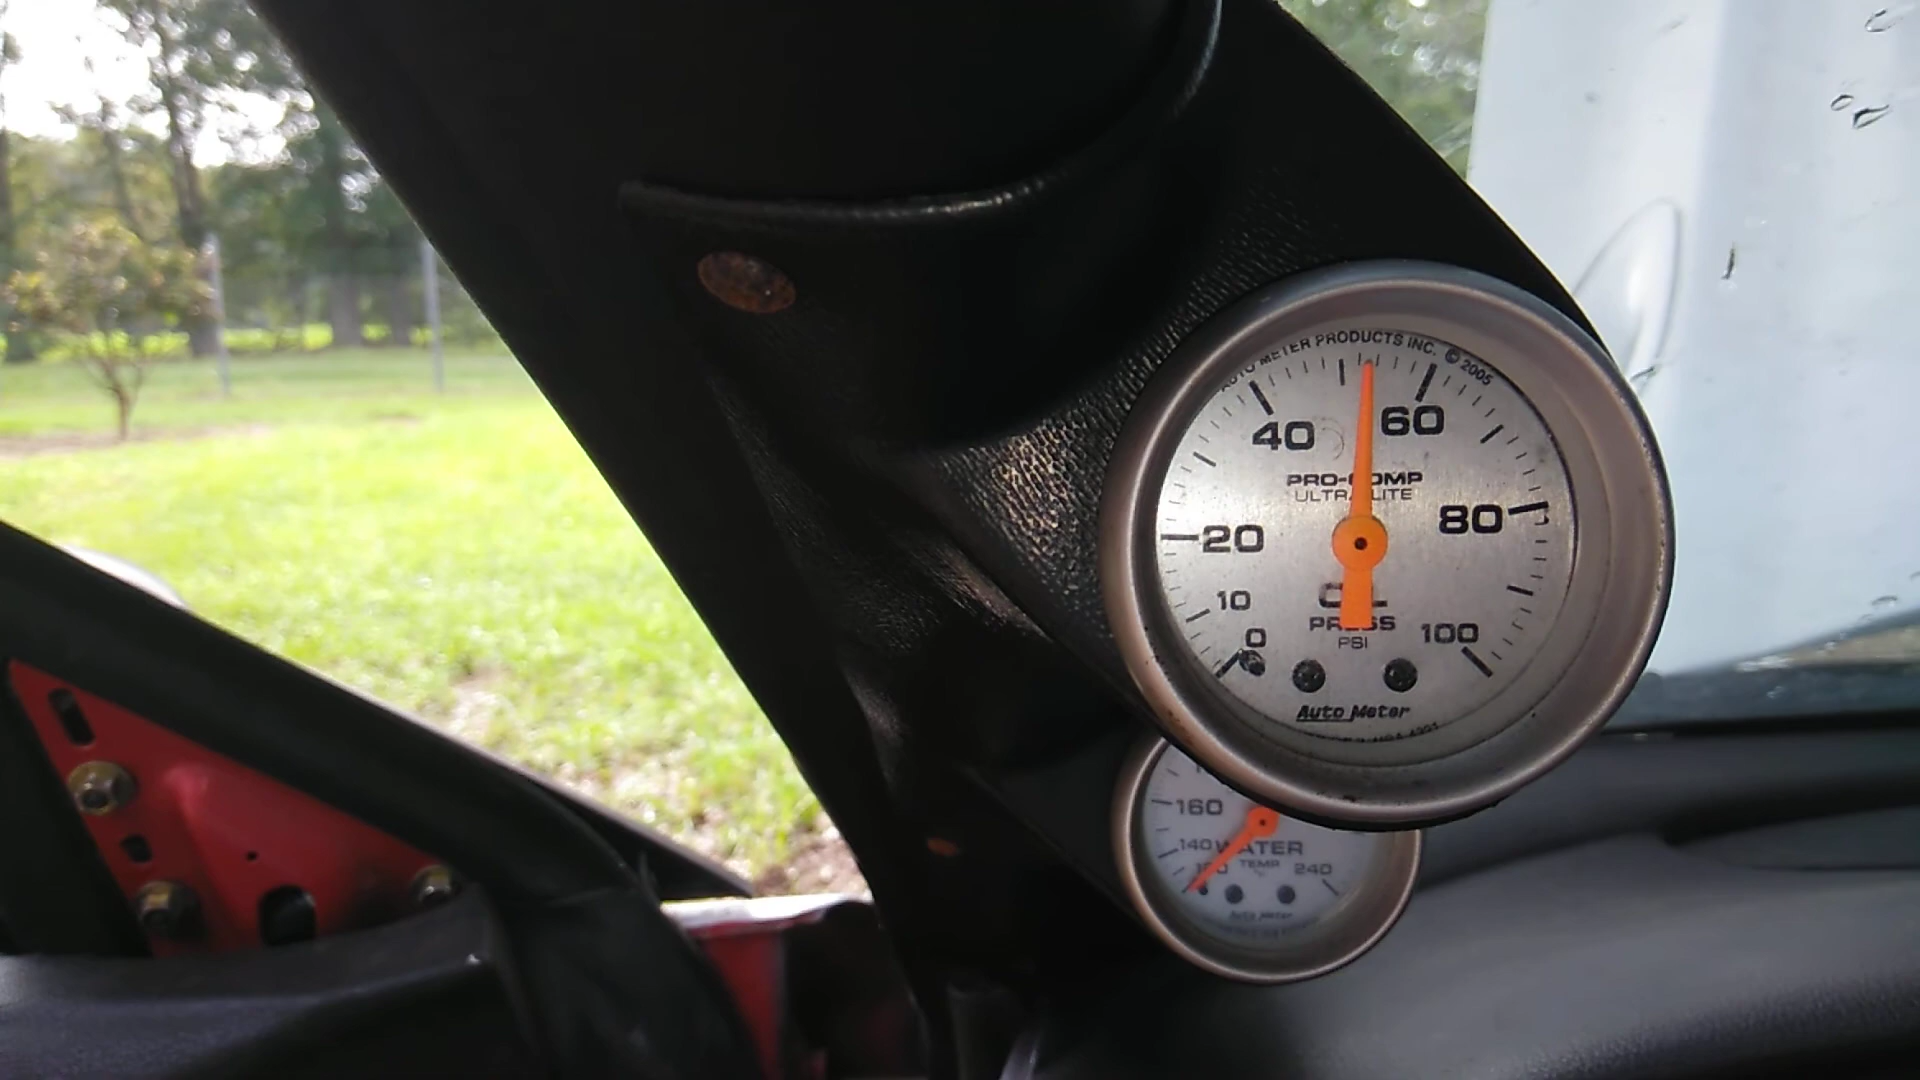 AUTO METER PRODUCTS INC. © 2005
40 60
PRO-COMP
ULTRA-LITE
20 80
10
OIL
0 PRESS 100
PSI
Auto Meter
160
140 WATER
TEMP 240
Auto Meter